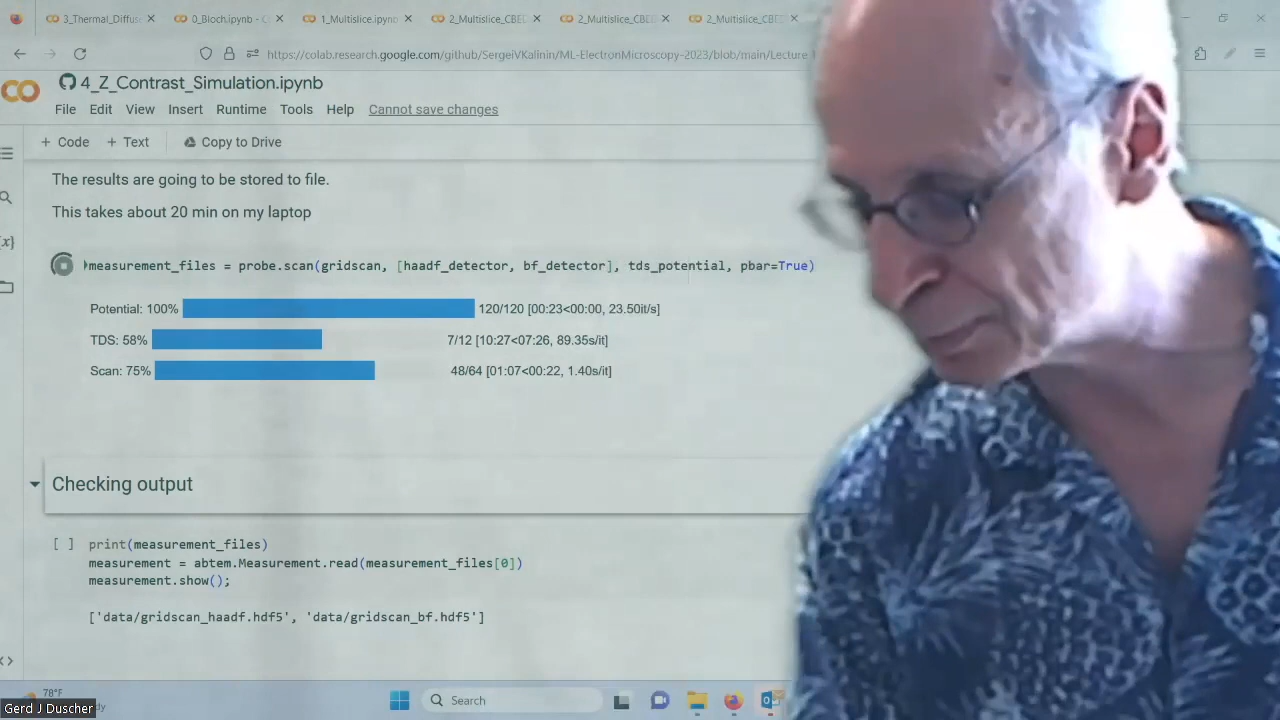 3_Thermal_Diffus
0_Bloch.ipynb - C
1_Multislice.ipynb
2_Multislice_CBED
2_Multislice_CBED
2_Multislice_CBED
https://colab.research.google.com/github/SergeiVKalinin/ML-ElectronMicroscopy-2023/blob/main/Lecture 1
4_Z_Contrast_Simulation.ipynb
File Edit View Insert Runtime Tools Help Cannot save changes
+ Code + Text Copy to Drive
The results are going to be stored to file.
This takes about 20 min on my laptop
measurement_files = probe.scan(gridscan, [haadf_detector, bf_detector], tds_potential, pbar=True)
Potential: 100% 120/120 [00:23<00:00, 23.50it/s]
TDS: 58% 7/12 [10:27<07:26, 89.35s/it]
Scan: 75% 48/64 [01:07<00:22, 1.40s/it]
Checking output
[ ] print(measurement_files)
measurement = abtem.Measurement.read(measurement_files[0])
measurement.show();
['data/gridscan_haadf.hdf5', 'data/gridscan_bf.hdf5']
78°F
Search
Gerd J Duscher